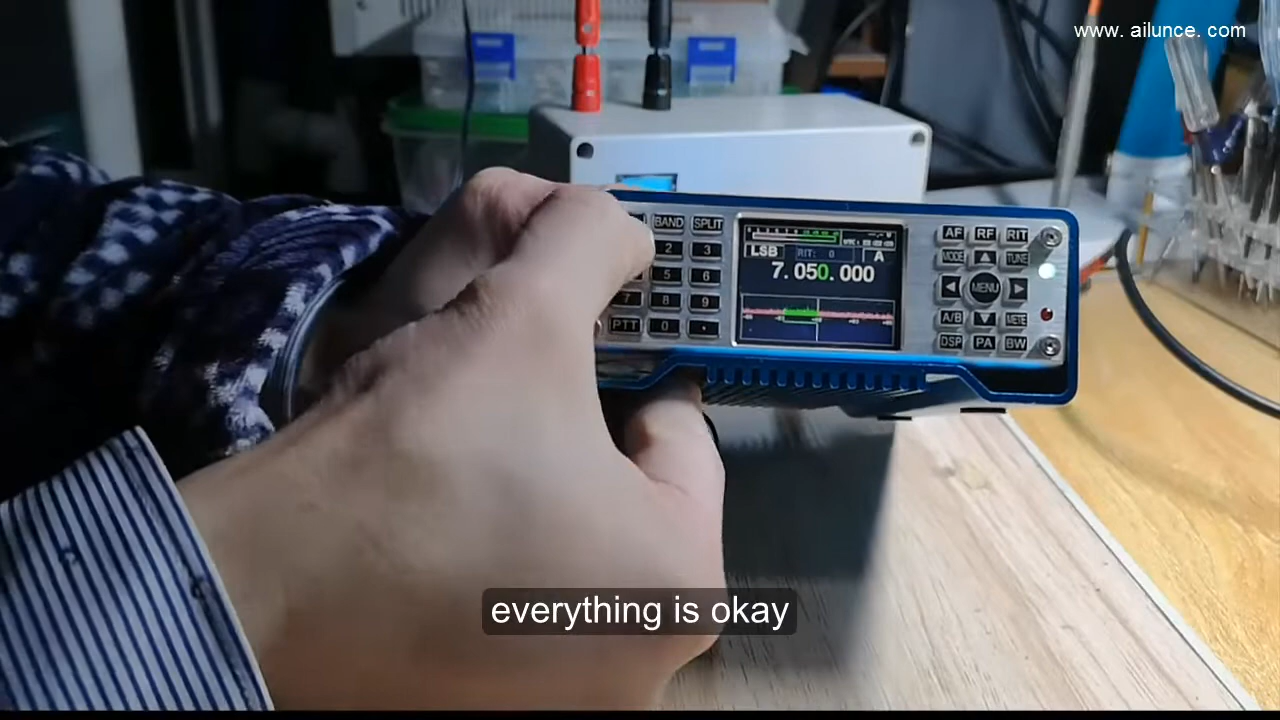 www. ailunce. com
BAND SPLIT
2 3
5 6
7 8 9
PTT 0 .
LSB
RIT: 0
A
7. 050. 000
AF RF RIT
MODE TUNE
MENU
A/B METE
DSP PA BW
everything is okay